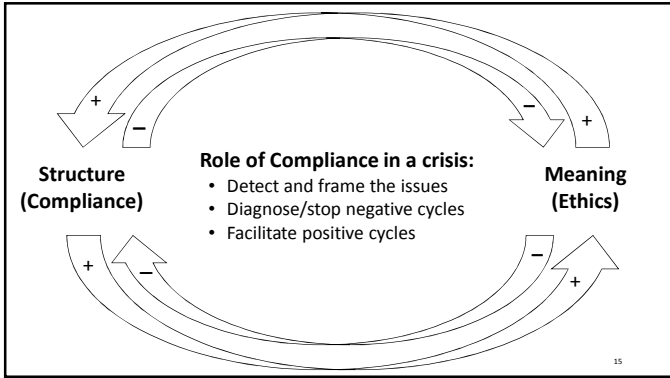 +
−
−
+
Structure
(Compliance)
Role of Compliance in a crisis:
• Detect and frame the issues
• Diagnose/stop negative cycles
• Facilitate positive cycles
Meaning
(Ethics)
+
−
−
+
15